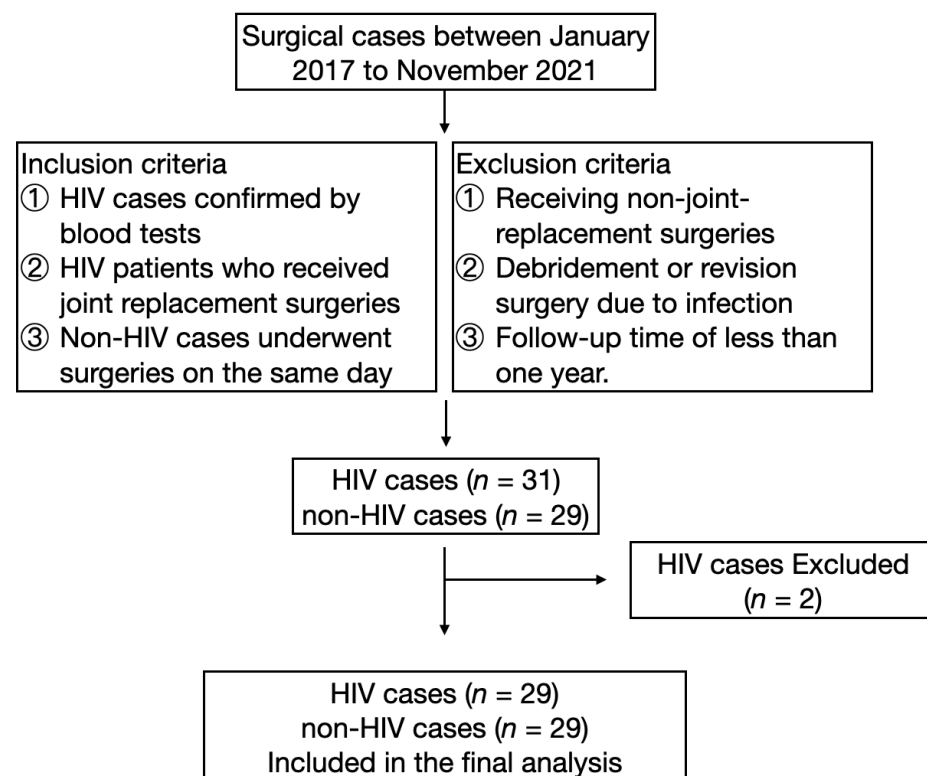 Surgical cases between January
2017 to November 2021
Inclusion criteria
① HIV cases confirmed by
blood tests
② HIV patients who received
joint replacement surgeries
③ Non-HIV cases underwent
surgeries on the same day
Exclusion criteria
① Receiving non-joint-
replacement surgeries
② Debridement or revision
surgery due to infection
③ Follow-up time of less than
one year.
HIV cases (n = 31)
non-HIV cases (n = 29)
HIV cases Excluded
(n = 2)
HIV cases (n = 29)
non-HIV cases (n = 29)
Included in the final analysis